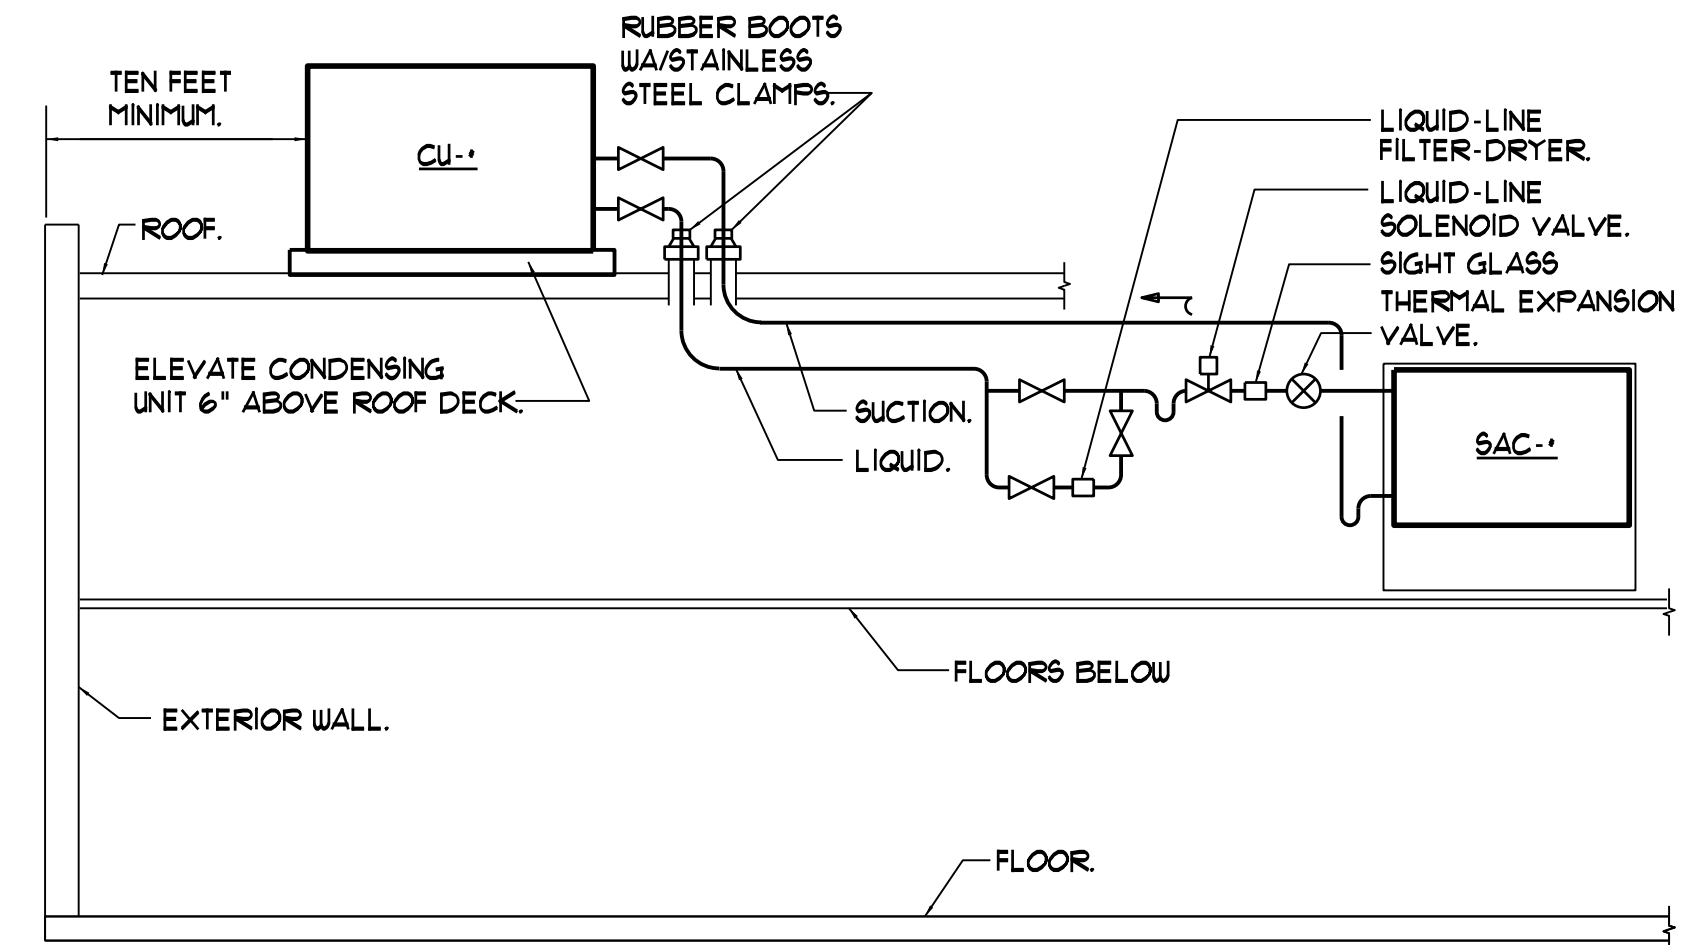 RUBBER BOOTS
WA/STAINLESS
STEEL CLAMPS.
TEN FEET
MINIMUM.
CU-•
LIQUID-LINE
FILTER-DRYER.
LIQUID-LINE
SOLENOID VALVE.
SIGHT GLASS
THERMAL EXPANSION
VALVE.
ROOF.
ELEVATE CONDENSING
UNIT 6" ABOVE ROOF DECK.
SUCTION.
LIQUID.
SAC-•
FLOORS BELOW
EXTERIOR WALL.
FLOOR.